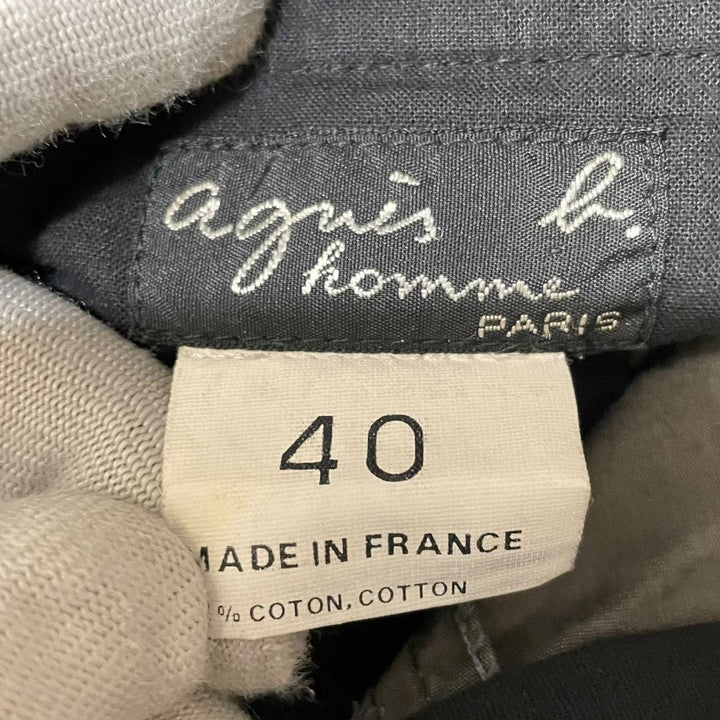 agnès b.
homme
PARIS
40
MADE IN FRANCE
% COTON, COTTON